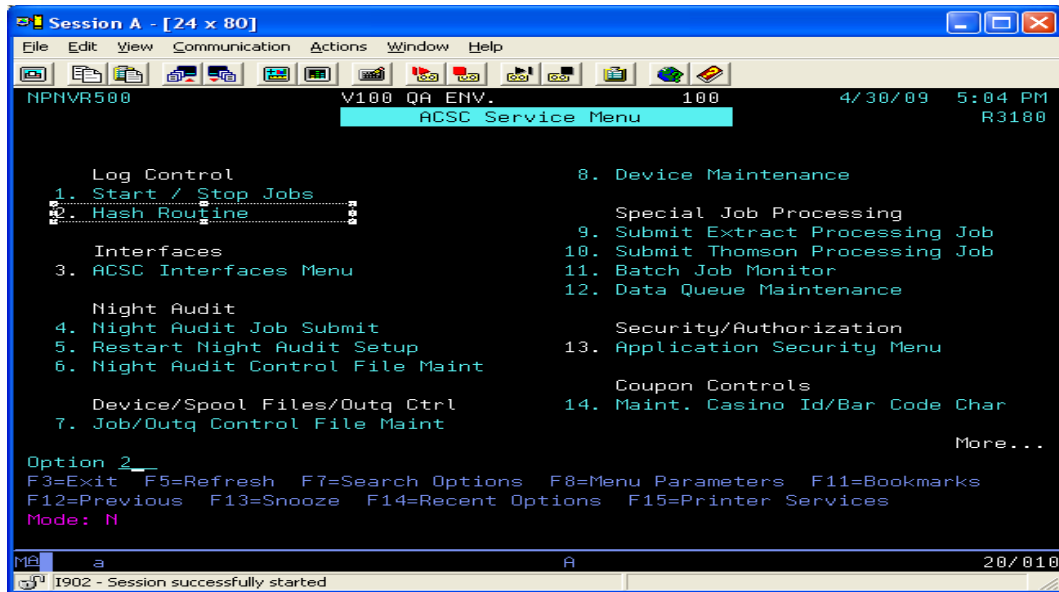 Session A - [24 x 80]
File Edit View Communication Actions Window Help
NPNVR500 V100 QA ENV. 100 4/30/09 5:04 PM
ACSC Service Menu R3180
Log Control 8. Device Maintenance
1. Start / Stop Jobs
2. Hash Routine Special Job Processing
9. Submit Extract Processing Job
Interfaces 10. Submit Thomson Processing Job
3. ACSC Interfaces Menu 11. Batch Job Monitor
12. Data Queue Maintenance
Night Audit
4. Night Audit Job Submit Security/Authorization
5. Restart Night Audit Setup 13. Application Security Menu
6. Night Audit Control File Maint
Coupon Controls
Device/Spool Files/Outq Ctrl 14. Maint. Casino Id/Bar Code Char
7. Job/Outq Control File Maint
More...
Option 2
F3=Exit F5=Refresh F7=Search Options F8=Menu Parameters F11=Bookmarks
F12=Previous F13=Snooze F14=Recent Options F15=Printer Services
Mode: N
MA a A 20/010
I902 - Session successfully started